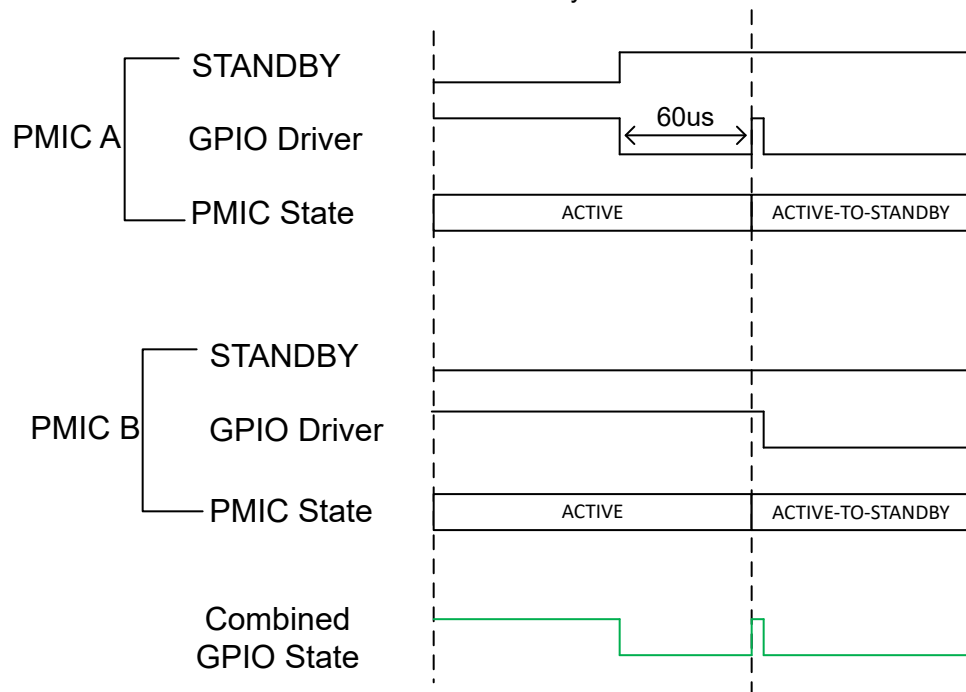 STANDBY
60us
PMIC A
GPIO Driver
PMIC State
ACTIVE
ACTIVE-TO-STANDBY
STANDBY
PMIC B
GPIO Driver
PMIC State
ACTIVE
ACTIVE-TO-STANDBY
Combined
GPIO State